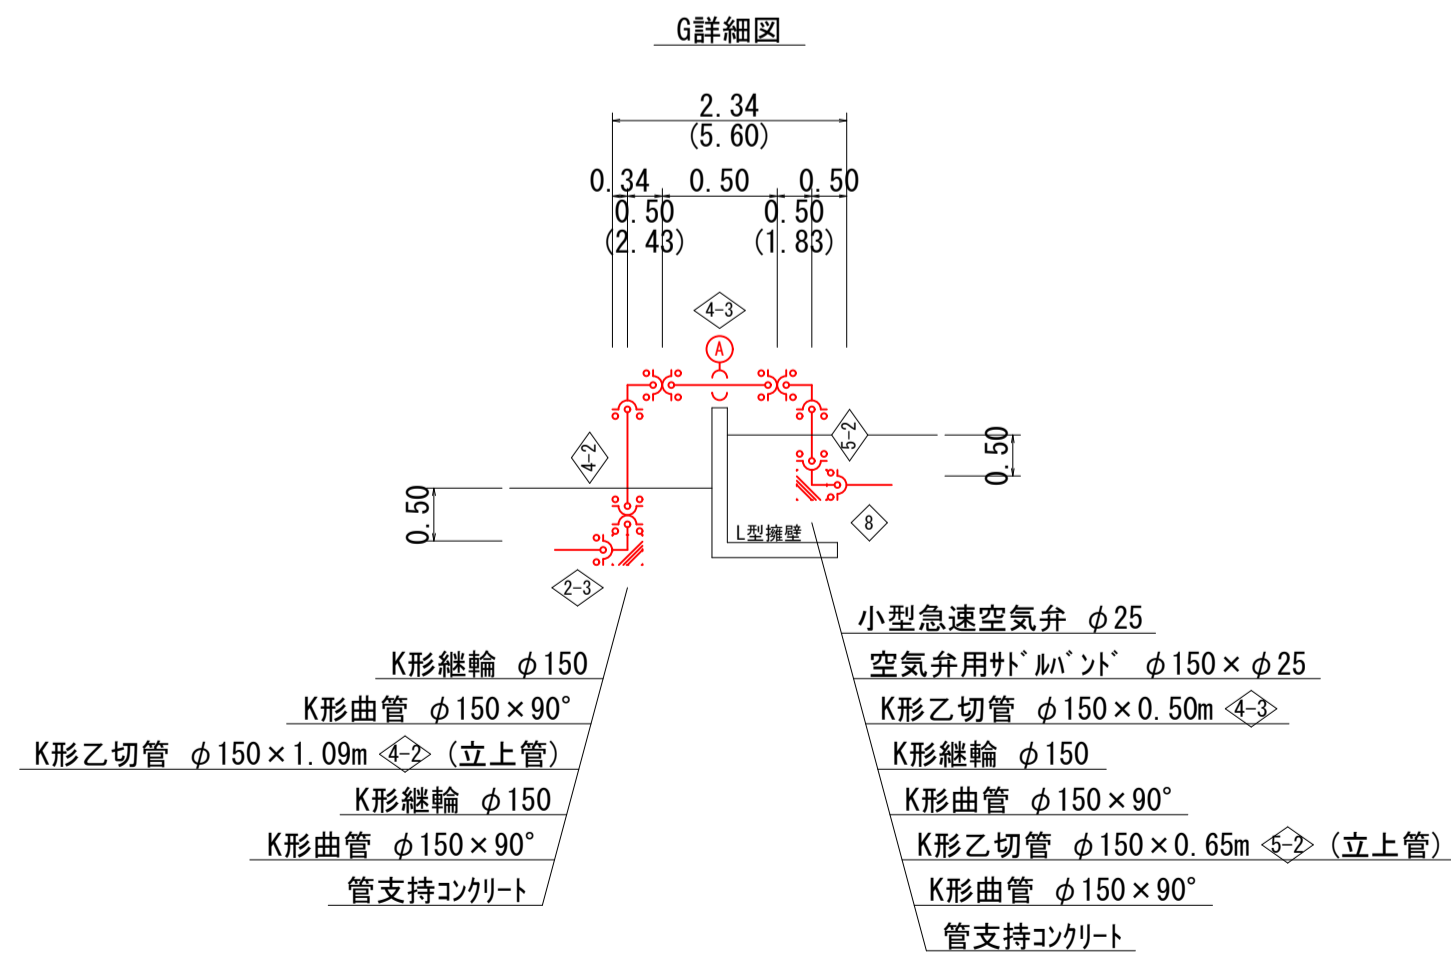 G詳細図
2.34
(5.60)
0.34 0.50 0.50
0.50 0.50
(2.43) (1.83)
4-3
A
4-2
5-2
0.50
0.50
8
L型擁壁
2-3
K形継輪 φ150
K形曲管 φ150×90°
K形乙切管 φ150×1.09m 4-2 (立上管)
K形継輪 φ150
K形曲管 φ150×90°
管支持コンクリート
小型急速空気弁 φ25
空気弁用サドルバンド φ150×φ25
K形乙切管 φ150×0.50m 4-3
K形継輪 φ150
K形曲管 φ150×90°
K形乙切管 φ150×0.65m 5-2 (立上管)
K形曲管 φ150×90°
管支持コンクリート